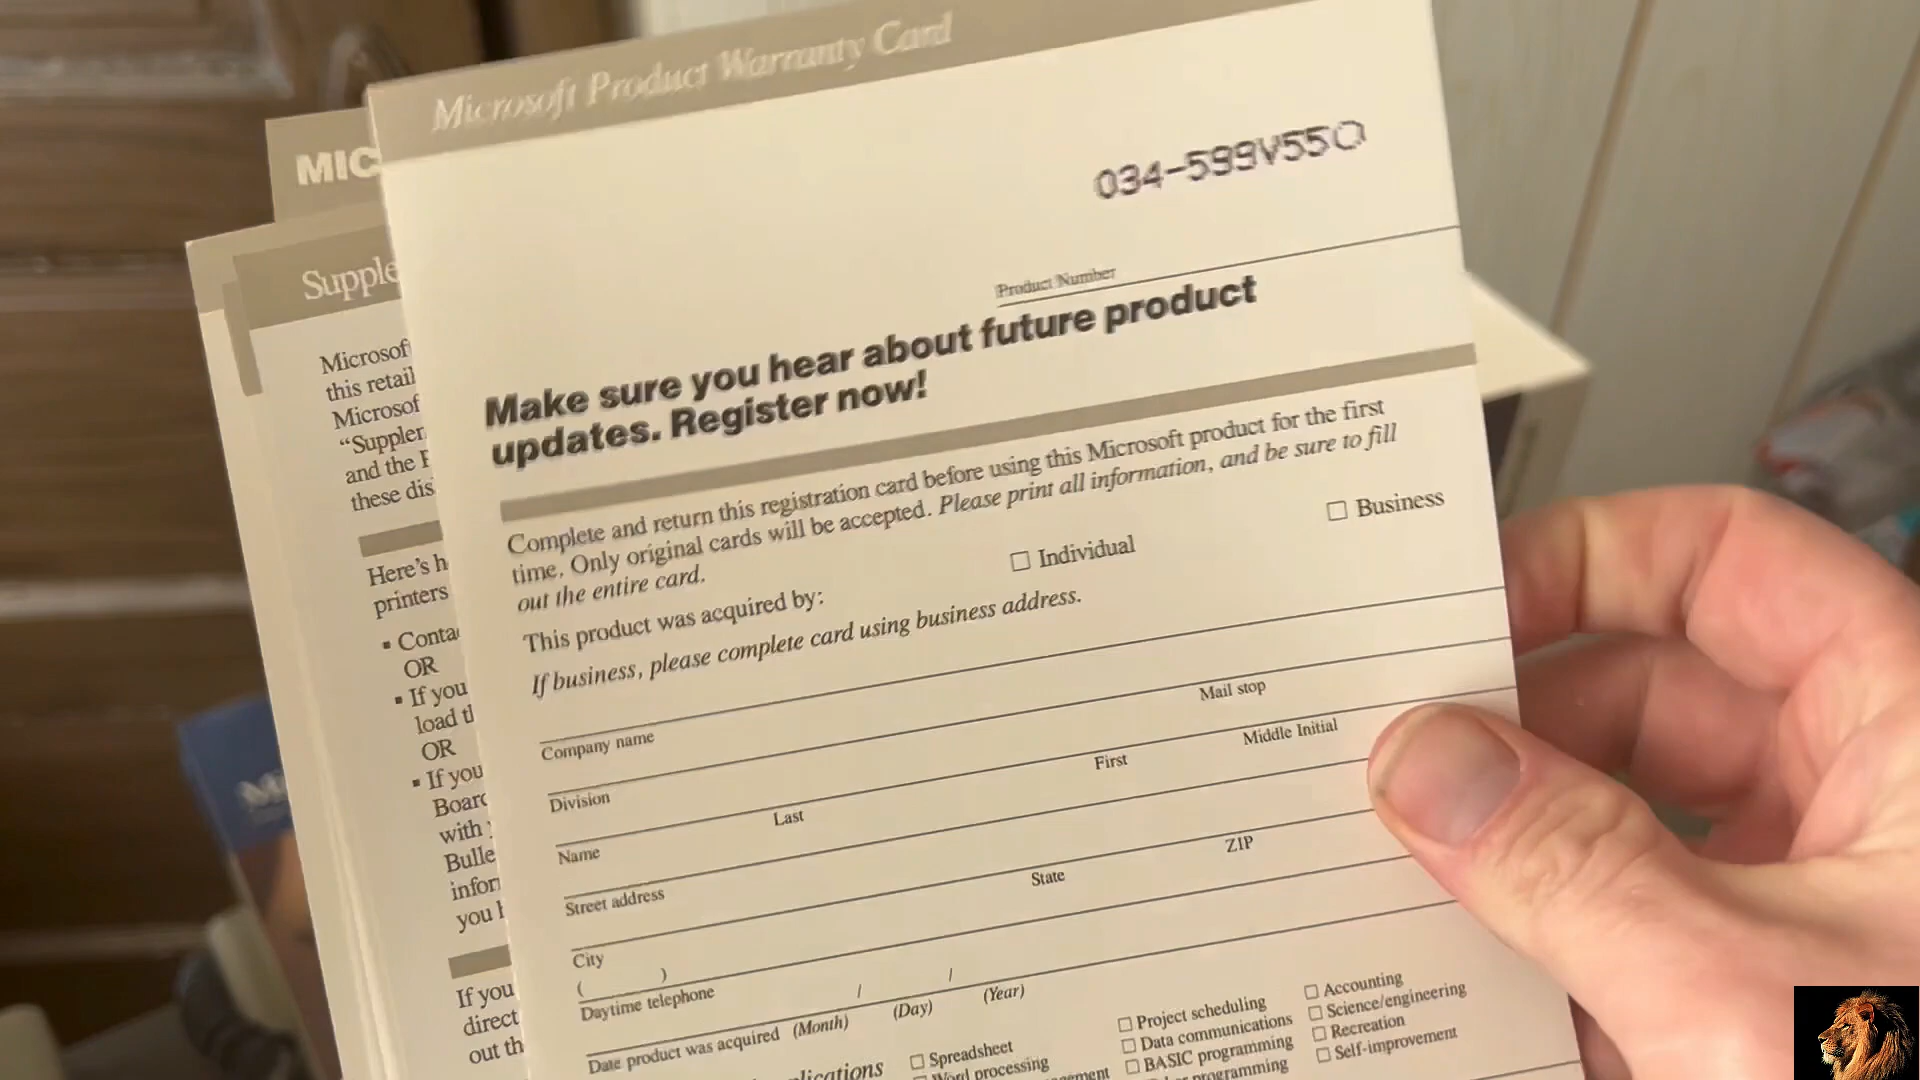 Microsoft Product Warranty Card
034-599V550
Product Number
Make sure you hear about future product
updates. Register now!
Complete and return this registration card before using this Microsoft product for the first
time. Only original cards will be accepted. Please print all information, and be sure to fill
out the entire card.
This product was acquired by:
☐ Individual
☐ Business
If business, please complete card using business address.
Company name
Mail stop
Division
Name
Last
First
Middle Initial
Street address
City
State
ZIP
( )
Daytime telephone
/ /
Date product was acquired (Month) (Day) (Year)
☐ Spreadsheet
☐ Project scheduling
☐ Data communications
☐ BASIC programming
programming
☐ Accounting
☐ Science/engineering
☐ Recreation
☐ Self-improvement
MIC
Supple
Microsof
this retail
Microsof
“Supplen
and the
these dis
Here's h
printers
▪ Conta
OR
▪ If you
load t
OR
▪ If you
Board
with
Bulle
infor
you
If you
direct
out th